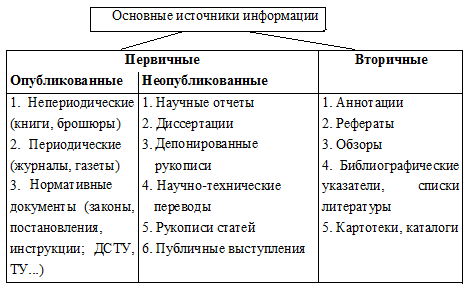 Основные источники информации
Первичные
Вторичные
Опубликованные
Неопубликованные
1. Непериодические
(книги, брошюры)
2. Периодические
(журналы, газеты)
3. Нормативные
документы (законы,
постановления,
инструкции; ДСТУ,
ТУ...)
1. Научные отчеты
2. Диссертации
3. Депонированные
рукописи
4. Научно-технические
переводы
5. Рукописи статей
6. Публичные выступления
1. Аннотации
2. Рефераты
3. Обзоры
4. Библиографические
указатели, списки
литературы
5. Картотеки, каталоги